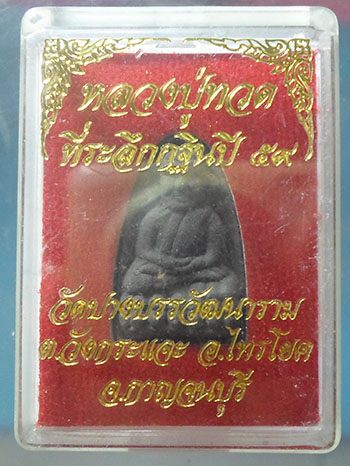 หลวงปู่ทวด
ที่ระลึกกฐินปี ๕๙
วัดปางบรรวัฒนาราม
ต.วังกระแจะ อ.ไทรโยค
จ.กาญจนบุรี